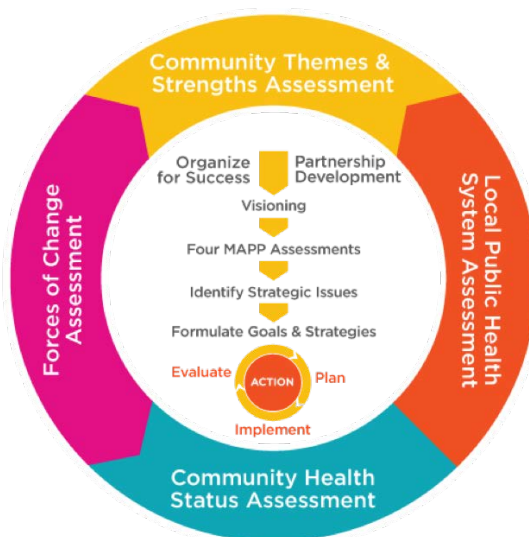 Community Themes &
Strengths Assessment
Local Public Health
System Assessment
Community Health
Status Assessment
Forces of Change
Assessment
Organize
for Success
Partnership
Development
Visioning
Four MAPP Assessments
Identify Strategic Issues
Formulate Goals & Strategies
Evaluate
ACTION
Plan
Implement